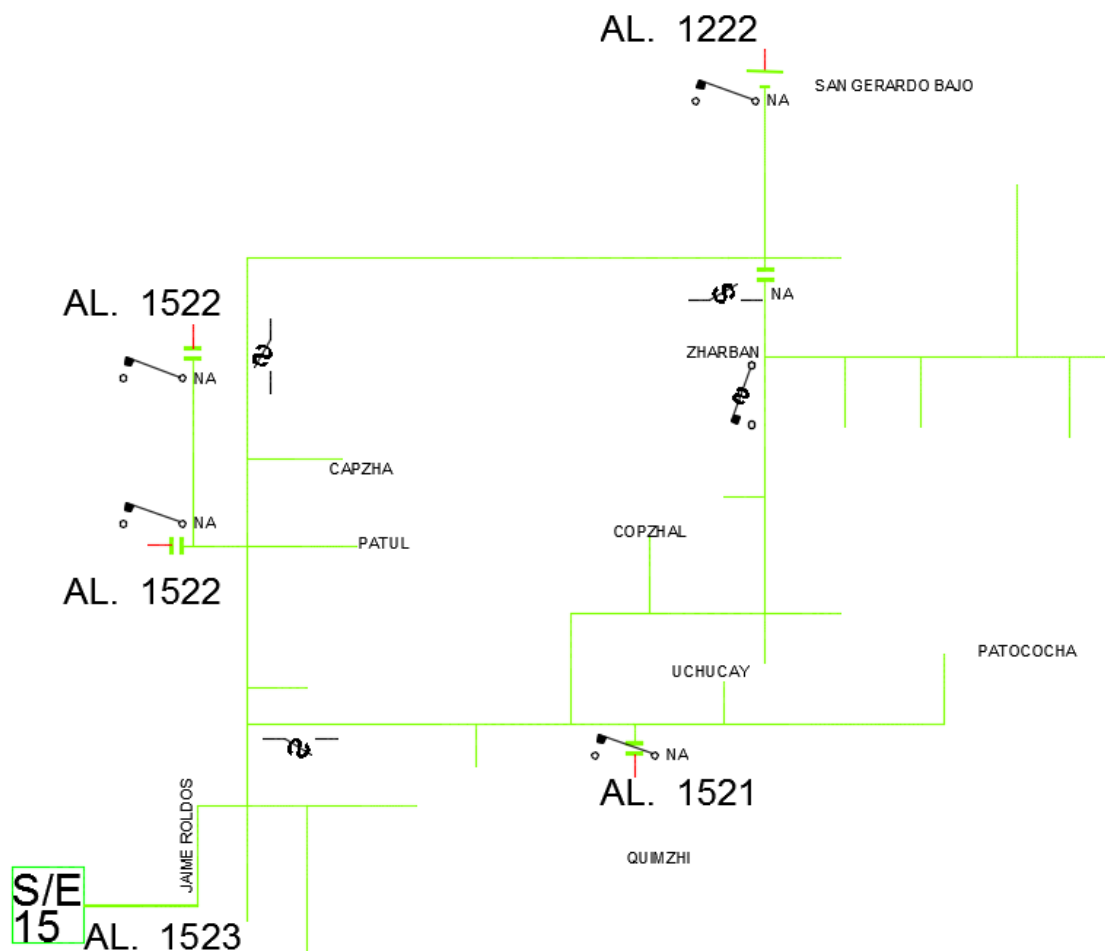 AL. 1222
SAN GERARDO BAJO
NA
AL. 1522
NA
NA
ZHARBAN
CAPZHA
NA
COPZHAL
PATUL
AL. 1522
PATOCOCHA
UCHUCAY
NA
AL. 1521
JAIME ROLDOS
QUIMZHI
S/E
15
AL. 1523